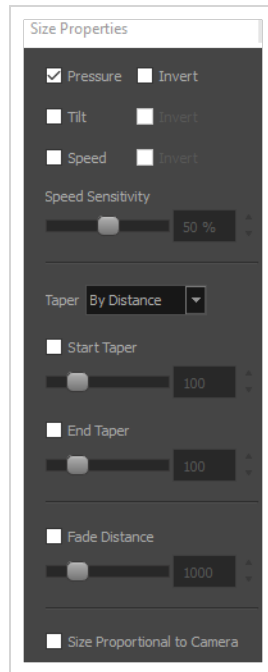 Size Properties
Pressure Invert
Tilt Invert
Speed Invert
Speed Sensitivity
50 %
Taper By Distance
Start Taper
100
End Taper
100
Fade Distance
1000
Size Proportional to Camera